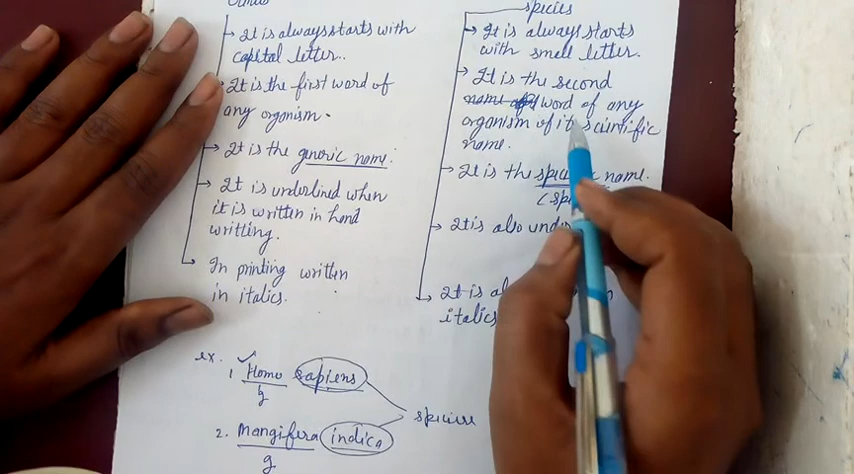 species
It is always starts with
capital letter..
It is the first word of
any organism.
It is the generic name.
It is underlined when
it is written in hand
writting.
In printing written
in italics.
It is always starts
with small letter.
It is the second
word of any
organism of its scientific
name.
It is the name.
It is also
It is
italics
ex.
1. Homo sapiens
g
2. Mangifera indica
g